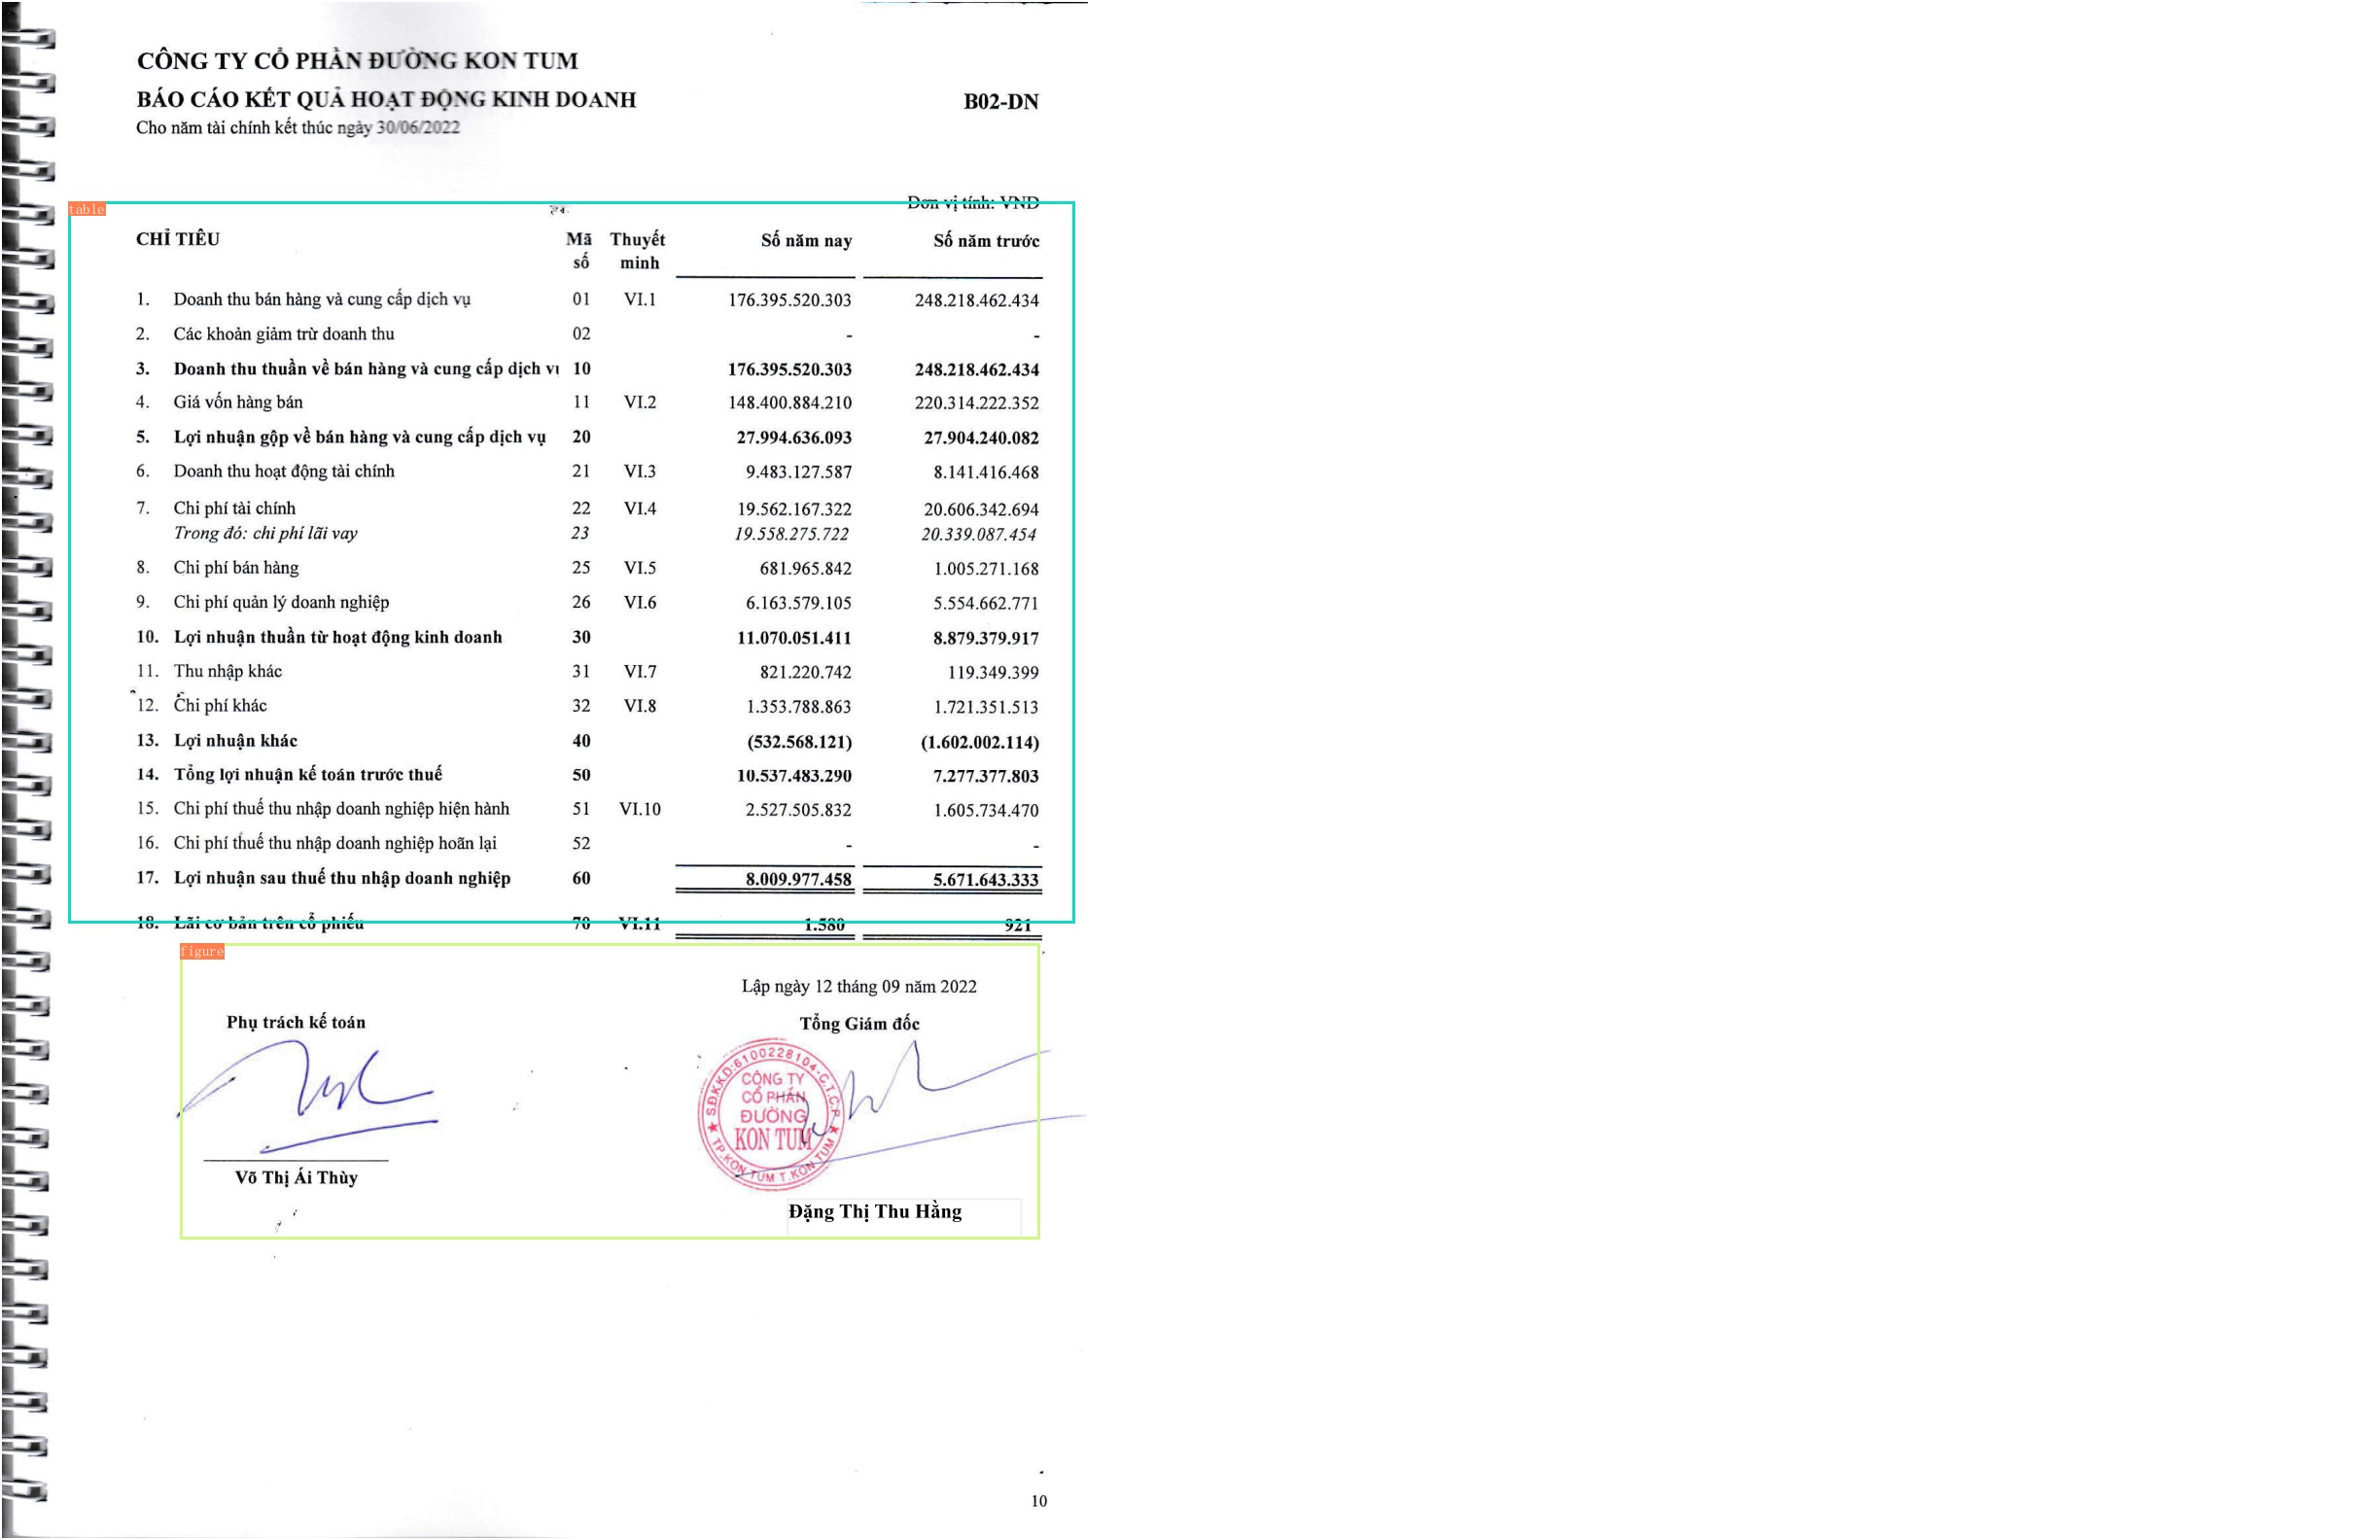 CÔNG TY CỔ PHẦN ĐƯỜNG KON TUM
BÁO CÁO KẾT QUẢ HOẠT ĐỘNG KINH DOANH B02-DN
Cho năm tài chính kết thúc ngày 30/06/2022
Đơn vị tính: VND
table
CHỈ TIÊU Mã số Thuyết minh Số năm nay Số năm trước
1. Doanh thu bán hàng và cung cấp dịch vụ 01 VI.1 176.395.520.303 248.218.462.434
2. Các khoản giảm trừ doanh thu 02 - -
3. Doanh thu thuần về bán hàng và cung cấp dịch vụ 10 176.395.520.303 248.218.462.434
4. Giá vốn hàng bán 11 VI.2 148.400.884.210 220.314.222.352
5. Lợi nhuận gộp về bán hàng và cung cấp dịch vụ 20 27.994.636.093 27.904.240.082
6. Doanh thu hoạt động tài chính 21 VI.3 9.483.127.587 8.141.416.468
7. Chi phí tài chính 22 VI.4 19.562.167.322 20.606.342.694
Trong đó: chi phí lãi vay 23 19.558.275.722 20.339.087.454
8. Chi phí bán hàng 25 VI.5 681.965.842 1.005.271.168
9. Chi phí quản lý doanh nghiệp 26 VI.6 6.163.579.105 5.554.662.771
10. Lợi nhuận thuần từ hoạt động kinh doanh 30 11.070.051.411 8.879.379.917
11. Thu nhập khác 31 VI.7 821.220.742 119.349.399
12. Chi phí khác 32 VI.8 1.353.788.863 1.721.351.513
13. Lợi nhuận khác 40 (532.568.121) (1.602.002.114)
14. Tổng lợi nhuận kế toán trước thuế 50 10.537.483.290 7.277.377.803
15. Chi phí thuế thu nhập doanh nghiệp hiện hành 51 VI.10 2.527.505.832 1.605.734.470
16. Chi phí thuế thu nhập doanh nghiệp hoãn lại 52 - -
17. Lợi nhuận sau thuế thu nhập doanh nghiệp 60 8.009.977.458 5.671.643.333
18. Lãi cơ bản trên cổ phiếu 70 VI.11 1.580 921
figure
Lập ngày 12 tháng 09 năm 2022
Phụ trách kế toán Tổng Giám đốc
S.Đ.K.K.D:6100228104-C.T.C.P
CÔNG TY
CỔ PHẦN
ĐƯỜNG
KON TUM
TP.KON TUM T.KON TUM
Võ Thị Ái Thùy
Đặng Thị Thu Hằng
10